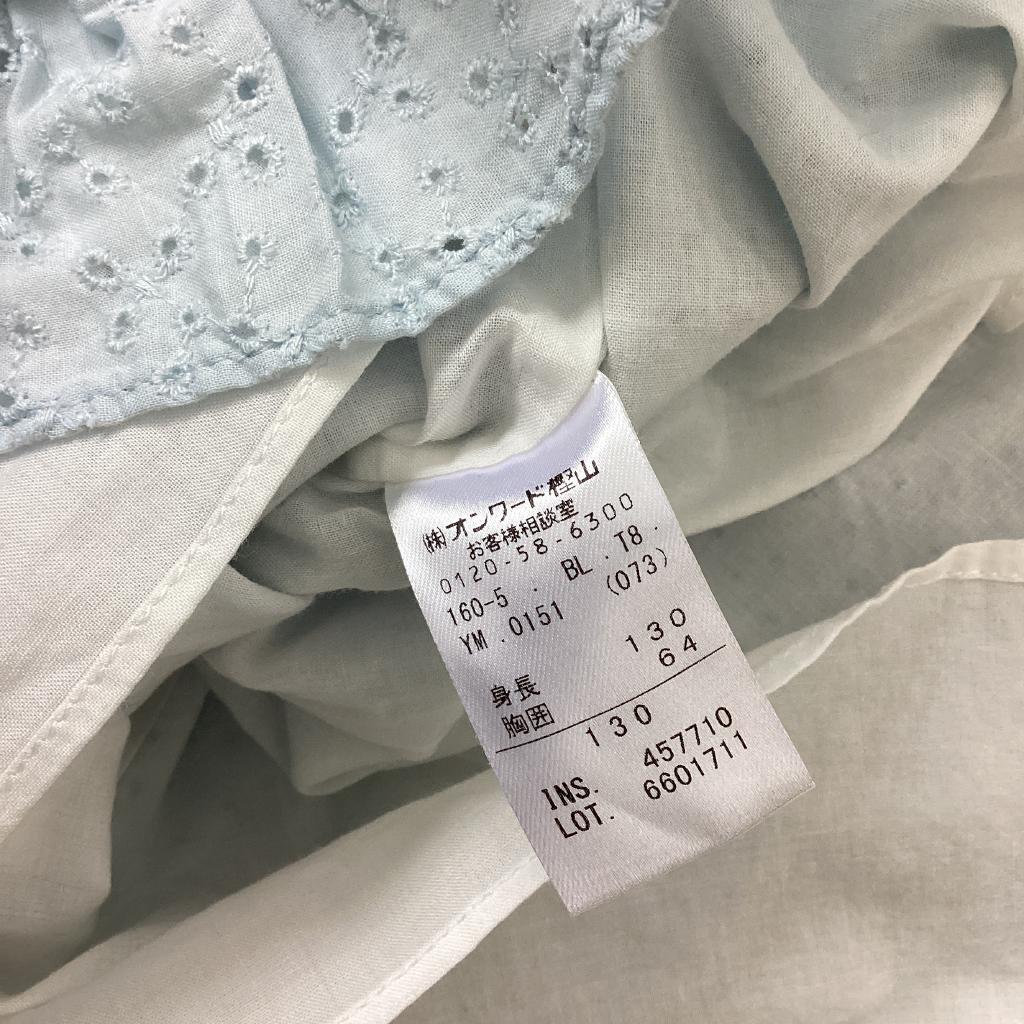 ㈱オンワード樫山
お客様相談室
0120-58-6300
160-5 . BL . T8 .
YM .0151 (073)
身長 130
胸囲 64
130
INS. 457710
LOT. 6601711